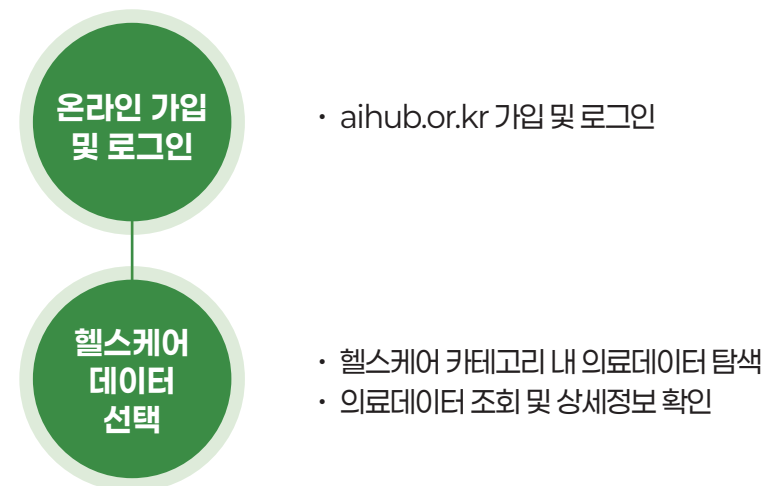 온라인 가입
및 로그인
· aihub.or.kr 가입 및 로그인
헬스케어
데이터
선택
· 헬스케어 카테고리 내 의료데이터 탐색
· 의료데이터 조회 및 상세정보 확인